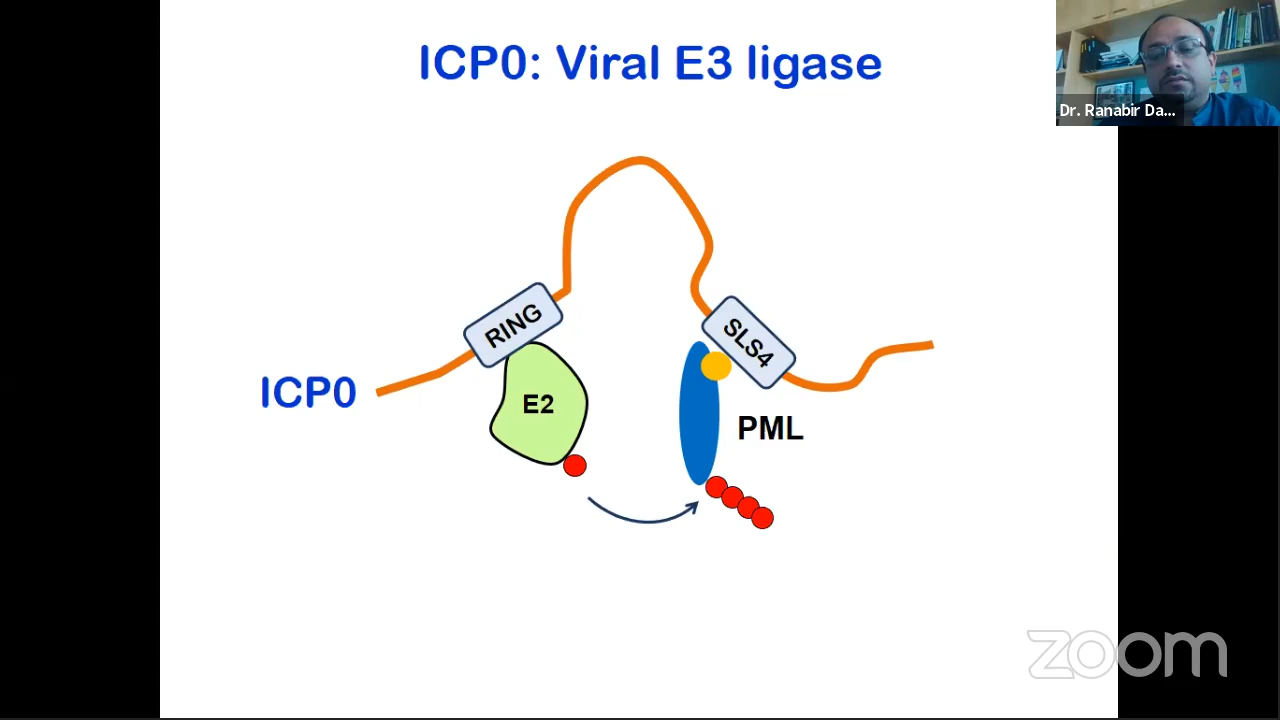 ICP0: Viral E3 ligase
Dr. Ranabir Da...
RING
SLS4
ICP0
E2
PML
zoom